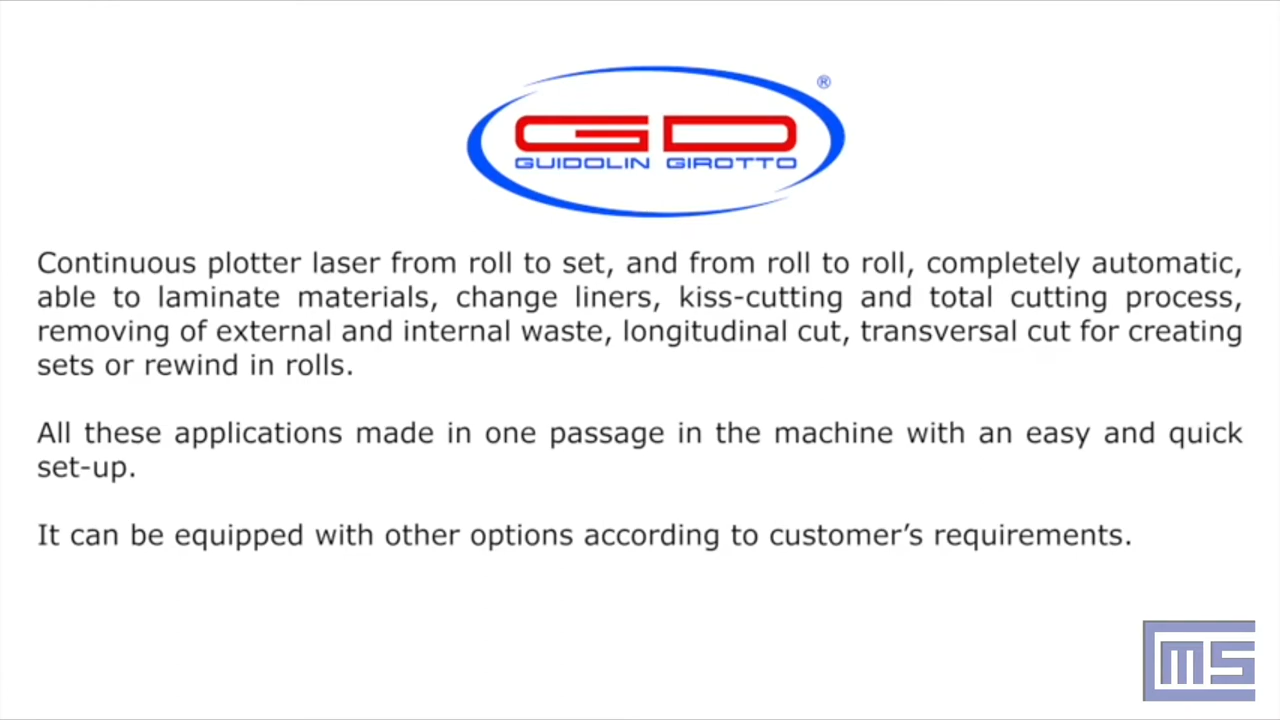 ®
GD
GUIDOLIN GIROTTO
Continuous plotter laser from roll to set, and from roll to roll, completely automatic,
able to laminate materials, change liners, kiss-cutting and total cutting process,
removing of external and internal waste, longitudinal cut, transversal cut for creating
sets or rewind in rolls.
All these applications made in one passage in the machine with an easy and quick
set-up.
It can be equipped with other options according to customer’s requirements.
CMS